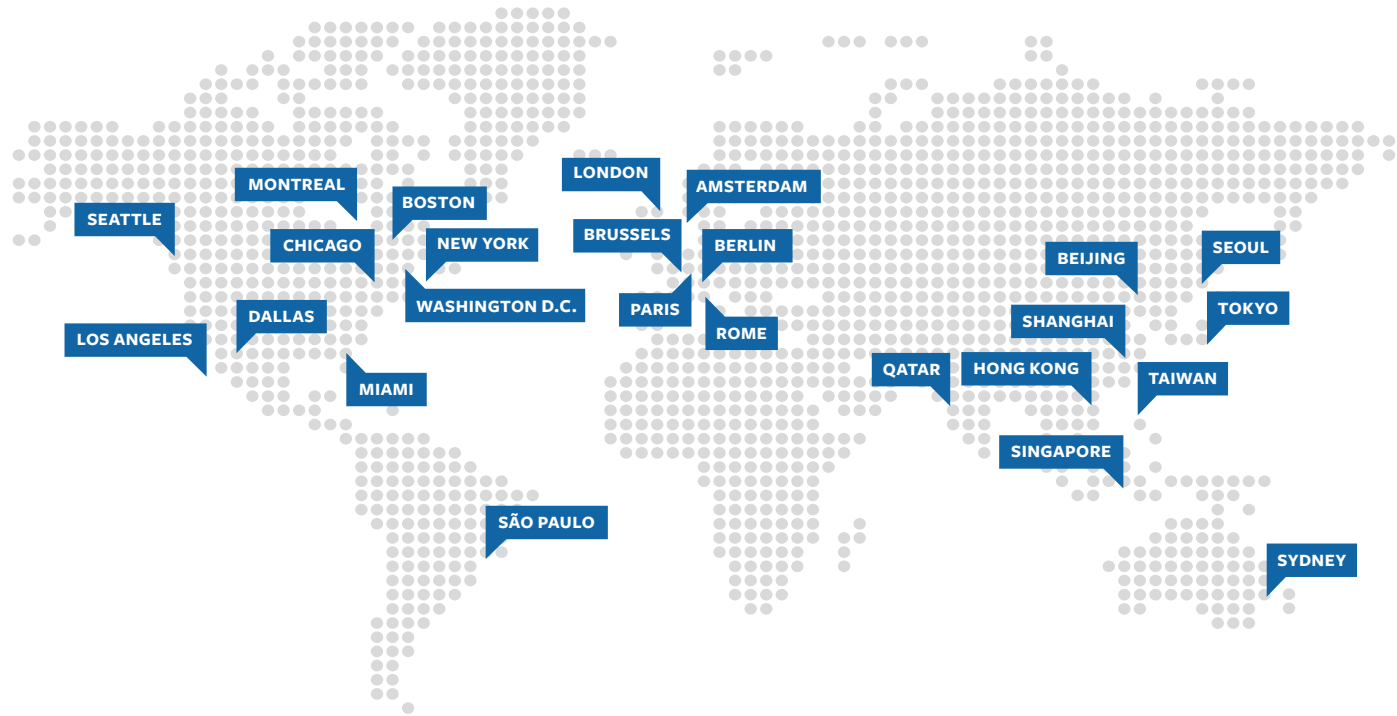 LONDON
AMSTERDAM
MONTREAL
BOSTON
SEATTLE
BRUSSELS
BERLIN
CHICAGO
NEW YORK
SEOUL
BEIJING
WASHINGTON D.C.
PARIS
TOKYO
DALLAS
SHANGHAI
ROME
LOS ANGELES
QATAR
HONG KONG
TAIWAN
MIAMI
SINGAPORE
SÃO PAULO
SYDNEY